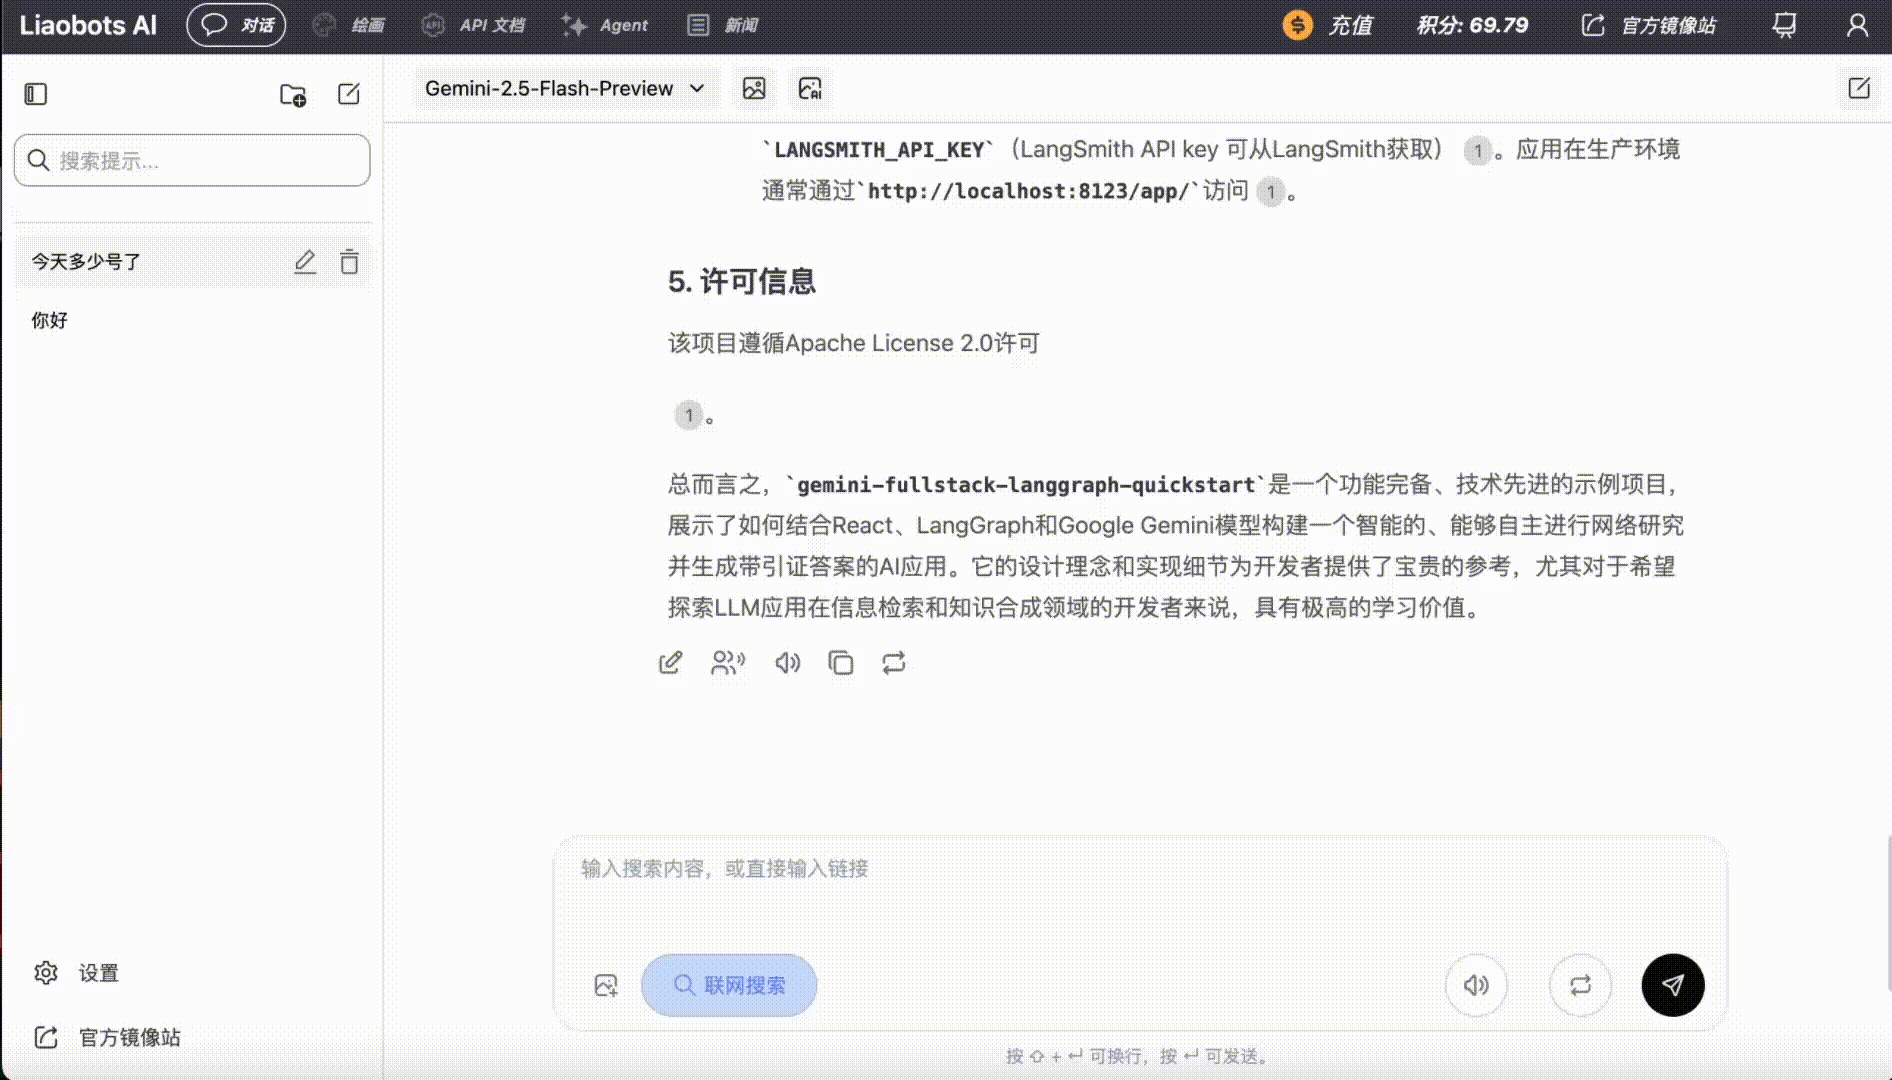 Liaobots AI
对话
绘画
API 文档
Agent
新闻
充值
积分: 69.79
官方镜像站
搜索提示...
今天多少号了
你好
设置
官方镜像站
Gemini-2.5-Flash-Preview
`LANGSMITH_API_KEY`（LangSmith API key 可从LangSmith获取） 1 。应用在生产环境
通常通过`http://localhost:8123/app/`访问 1 。
5. 许可信息
该项目遵循Apache License 2.0许可
1 。
总而言之，`gemini-fullstack-langgraph-quickstart`是一个功能完备、技术先进的示例项目，
展示了如何结合React、LangGraph和Google Gemini模型构建一个智能的、能够自主进行网络研究
并生成带引证答案的AI应用。它的设计理念和实现细节为开发者提供了宝贵的参考，尤其对于希望
探索LLM应用在信息检索和知识合成领域的开发者来说，具有极高的学习价值。
输入搜索内容，或直接输入链接
联网搜索
按 ⇧ + ↵ 可换行，按 ↵ 可发送。